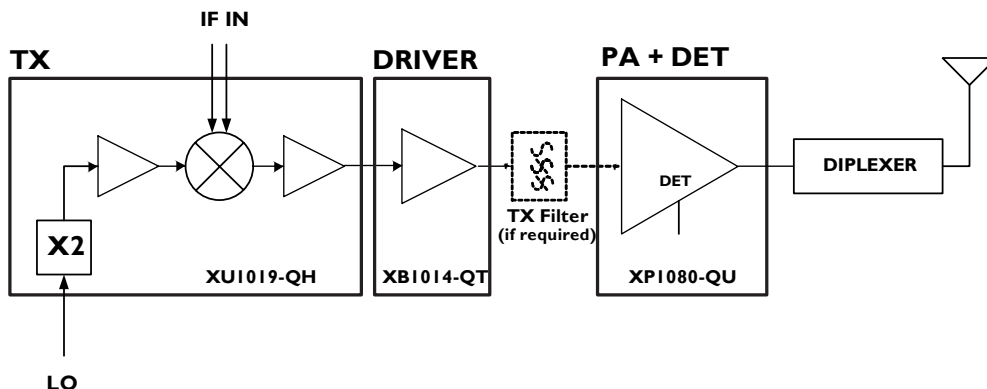 IF IN
TX
DRIVER
PA + DET
DIPLEXER
DET
TX Filter
(if required)
X2
XU1019-QH
XB1014-QT
XP1080-QU
LO